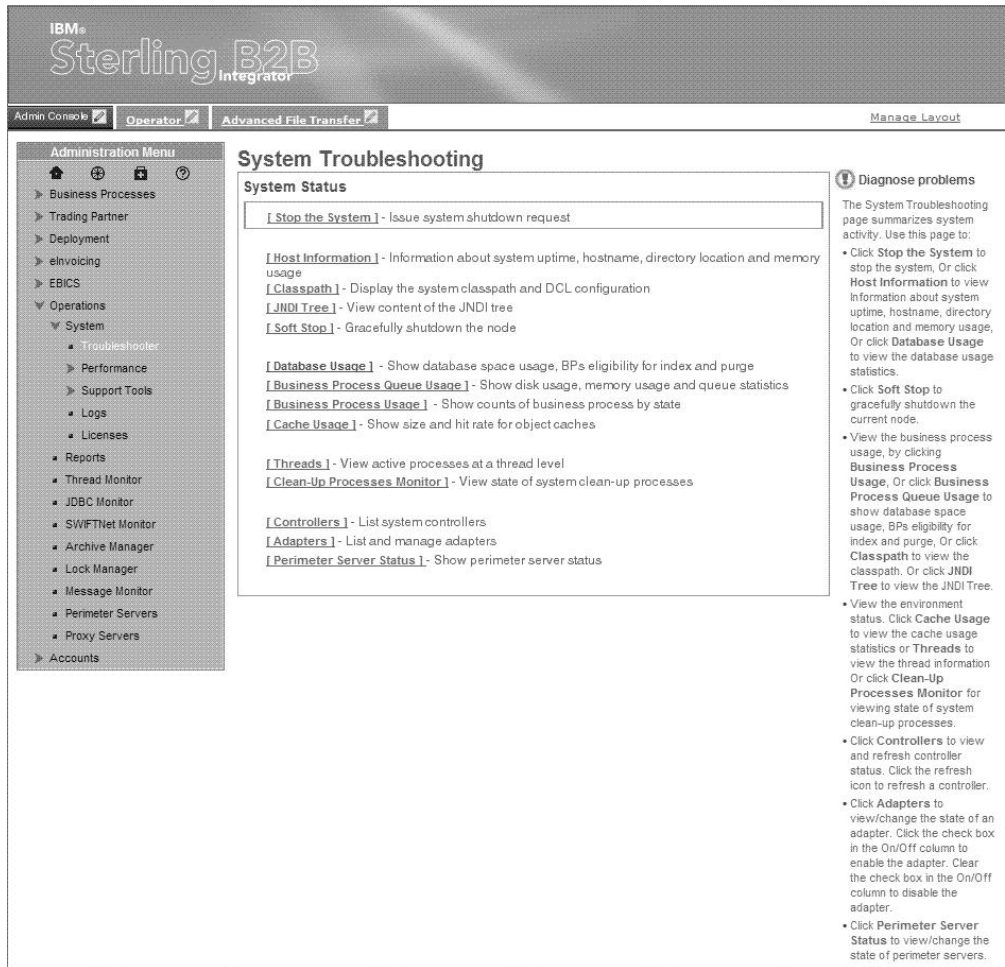 IBM®
Sterling B2B
Integrator
Admin Console
Operator
Advanced File Transfer
Manage Layout
Administration Menu
Business Processes
Trading Partner
Deployment
eInvoicing
EBICS
Operations
System
Troubleshooter
Performance
Support Tools
Logs
Licenses
Reports
Thread Monitor
JDBC Monitor
SWIFTNet Monitor
Archive Manager
Lock Manager
Message Monitor
Perimeter Servers
Proxy Servers
Accounts
System Troubleshooting
System Status
[ Stop the System ] - Issue system shutdown request
[ Host Information ] - Information about system uptime, hostname, directory location and memory
usage
[ Classpath ] - Display the system classpath and DCL configuration
[ JNDI Tree ] - View content of the JNDI tree
[ Soft Stop ] - Gracefully shutdown the node
[ Database Usage ] - Show database space usage, BPs eligibility for index and purge
[ Business Process Queue Usage ] - Show disk usage, memory usage and queue statistics
[ Business Process Usage ] - Show counts of business process by state
[ Cache Usage ] - Show size and hit rate for object caches
[ Threads ] - View active processes at a thread level
[ Clean-Up Processes Monitor ] - View state of system clean-up processes
[ Controllers ] - List system controllers
[ Adapters ] - List and manage adapters
[ Perimeter Server Status ] - Show perimeter server status
Diagnose problems
The System Troubleshooting
page summarizes system
activity. Use this page to:
• Click Stop the System to
stop the system, Or click
Host Information to view
Information about system
uptime, hostname, directory
location and memory usage,
Or click Database Usage
to view the database usage
statistics.
• Click Soft Stop to
gracefully shutdown the
current node.
• View the business process
usage, by clicking
Business Process
Usage, Or click Business
Process Queue Usage to
show database space
usage, BPs eligibility for
index and purge, Or click
Classpath to view the
classpath. Or click JNDI
Tree to view the JNDI Tree.
• View the environment
status. Click Cache Usage
to view the cache usage
statistics or Threads to
view the thread information
Or click Clean-Up
Processes Monitor for
viewing state of system
clean-up processes.
• Click Controllers to view
and refresh controller
status. Click the refresh
icon to refresh a controller.
• Click Adapters to
view/change the state of an
adapter. Click the check box
in the On/Off column to
enable the adapter. Clear
the check box in the On/Off
column to disable the
adapter.
• Click Perimeter Server
Status to view/change the
state of perimeter servers.